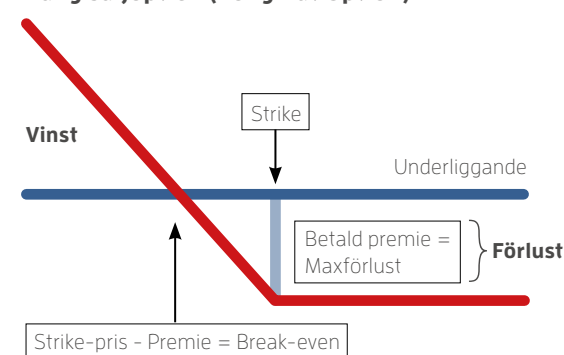 Strike
Vinst
Underliggande
Betald premie =
Maxförlust
Förlust
Strike-pris - Premie = Break-even